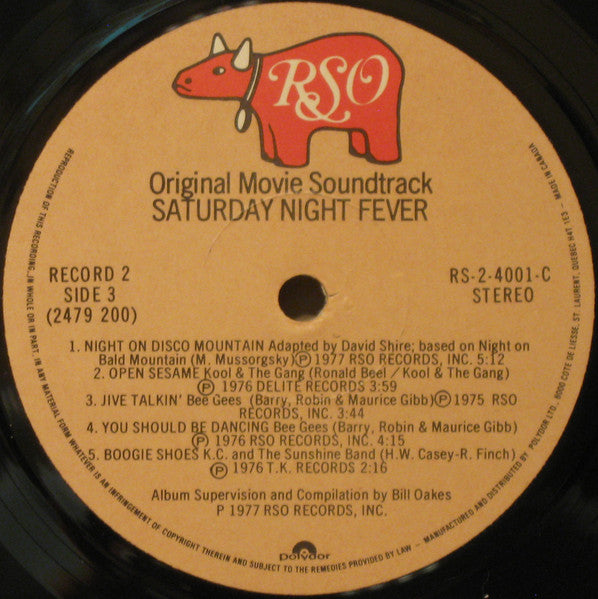 RSO
Original Movie Soundtrack
SATURDAY NIGHT FEVER
RECORD 2
SIDE 3
(2479 200)
RS-2-4001-C
STEREO
1. NIGHT ON DISCO MOUNTAIN Adapted by David Shire; based on Night on
Bald Mountain (M. Mussorgsky) Ⓟ 1977 RSO RECORDS, INC. 5:12
2. OPEN SESAME Kool & The Gang (Ronald Beel / Kool & The Gang)
Ⓟ 1976 DELITE RECORDS 3:59
3. JIVE TALKIN' Bee Gees (Barry, Robin & Maurice Gibb) Ⓟ 1975 RSO
RECORDS, INC. 3:44
4. YOU SHOULD BE DANCING Bee Gees (Barry, Robin & Maurice Gibb)
Ⓟ 1976 RSO RECORDS, INC. 4:15
5. BOOGIE SHOES K.C. and The Sunshine Band (H.W. Casey-R. Finch)
Ⓟ 1976 T.K. RECORDS 2:16
Album Supervision and Compilation by Bill Oakes
P 1977 RSO RECORDS, INC.
polydor
REPRODUCTION OF THIS RECORDING, IN WHOLE OR IN PART, IN ANY MATERIAL FORM WHATEVER IS AN INFRINGEMENT OF COPYRIGHT THEREIN AND SUBJECT TO THE REMEDIES PROVIDED BY LAW — MANUFACTURED AND DISTRIBUTED BY POLYDOR LTD., 6000 COTE DE LIESSE, ST. LAURENT, QUEBEC H4T 1E3 — MADE IN CANADA